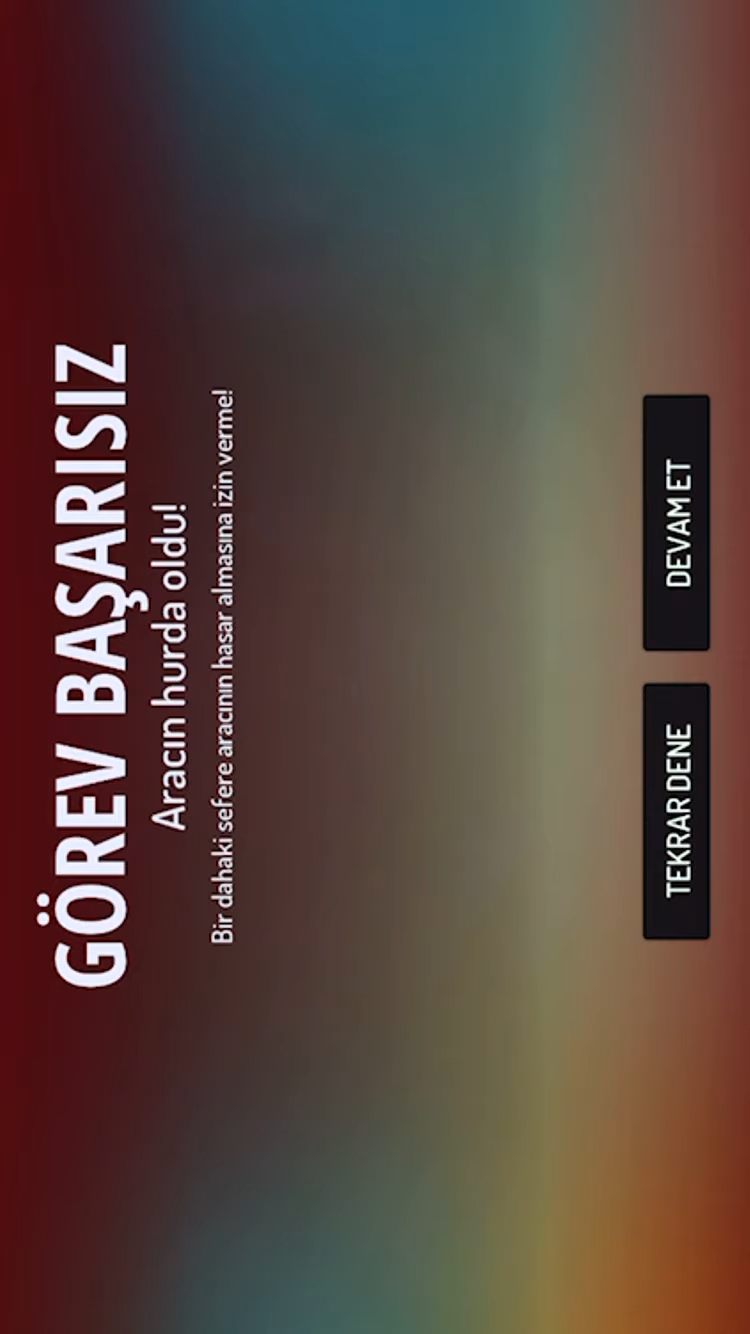 GÖREV BAŞARISIZ
Aracın hurda oldu!
Bir dahaki sefere aracının hasar almasına izin verme!
TEKRAR DENE
DEVAM ET